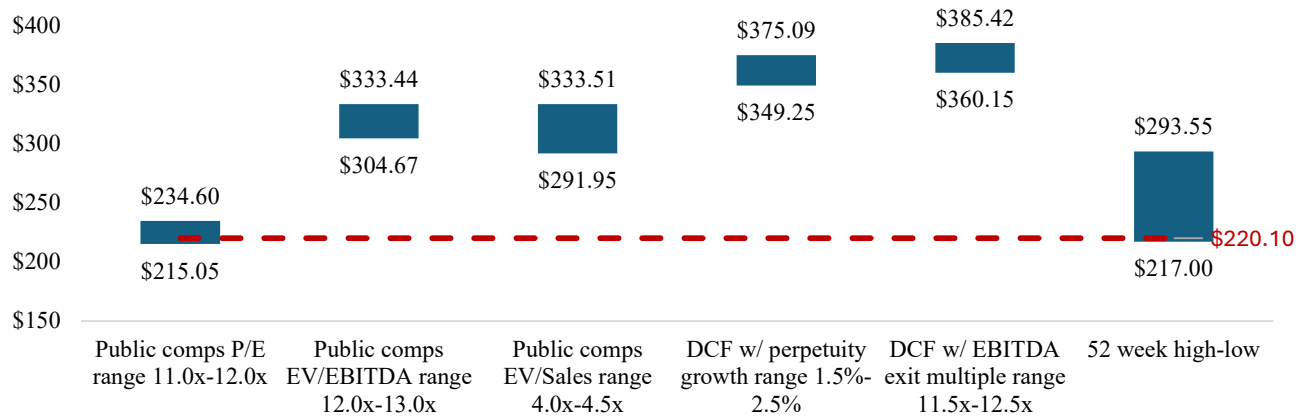 $400
$350
$300
$250
$200
$150
$234.60
$215.05
$333.44
$304.67
$333.51
$291.95
$375.09
$349.25
$385.42
$360.15
$293.55
$217.00
$220.10
Public comps P/E
range 11.0x-12.0x
Public comps
EV/EBITDA range
12.0x-13.0x
Public comps
EV/Sales range
4.0x-4.5x
DCF w/ perpetuity
growth range 1.5%-
2.5%
DCF w/ EBITDA
exit multiple range
11.5x-12.5x
52 week high-low